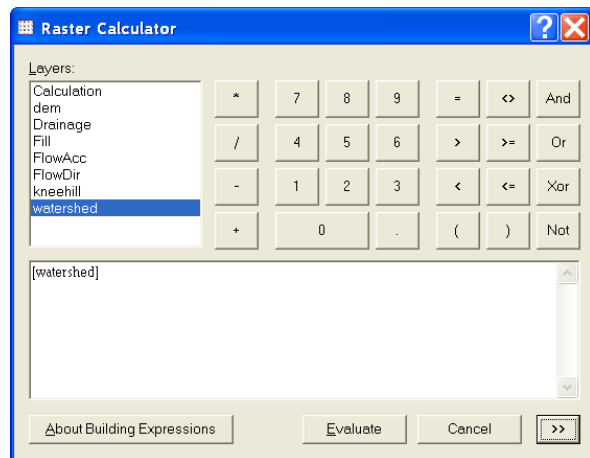 Raster Calculator
Layers:
Calculation
dem
Drainage
Fill
FlowAcc
FlowDir
kneehill
watershed
* 7 8 9 = <> And
/ 4 5 6 > >= Or
- 1 2 3 < <= Xor
+ 0 . ( ) Not
[watershed]
About Building Expressions Evaluate Cancel >>